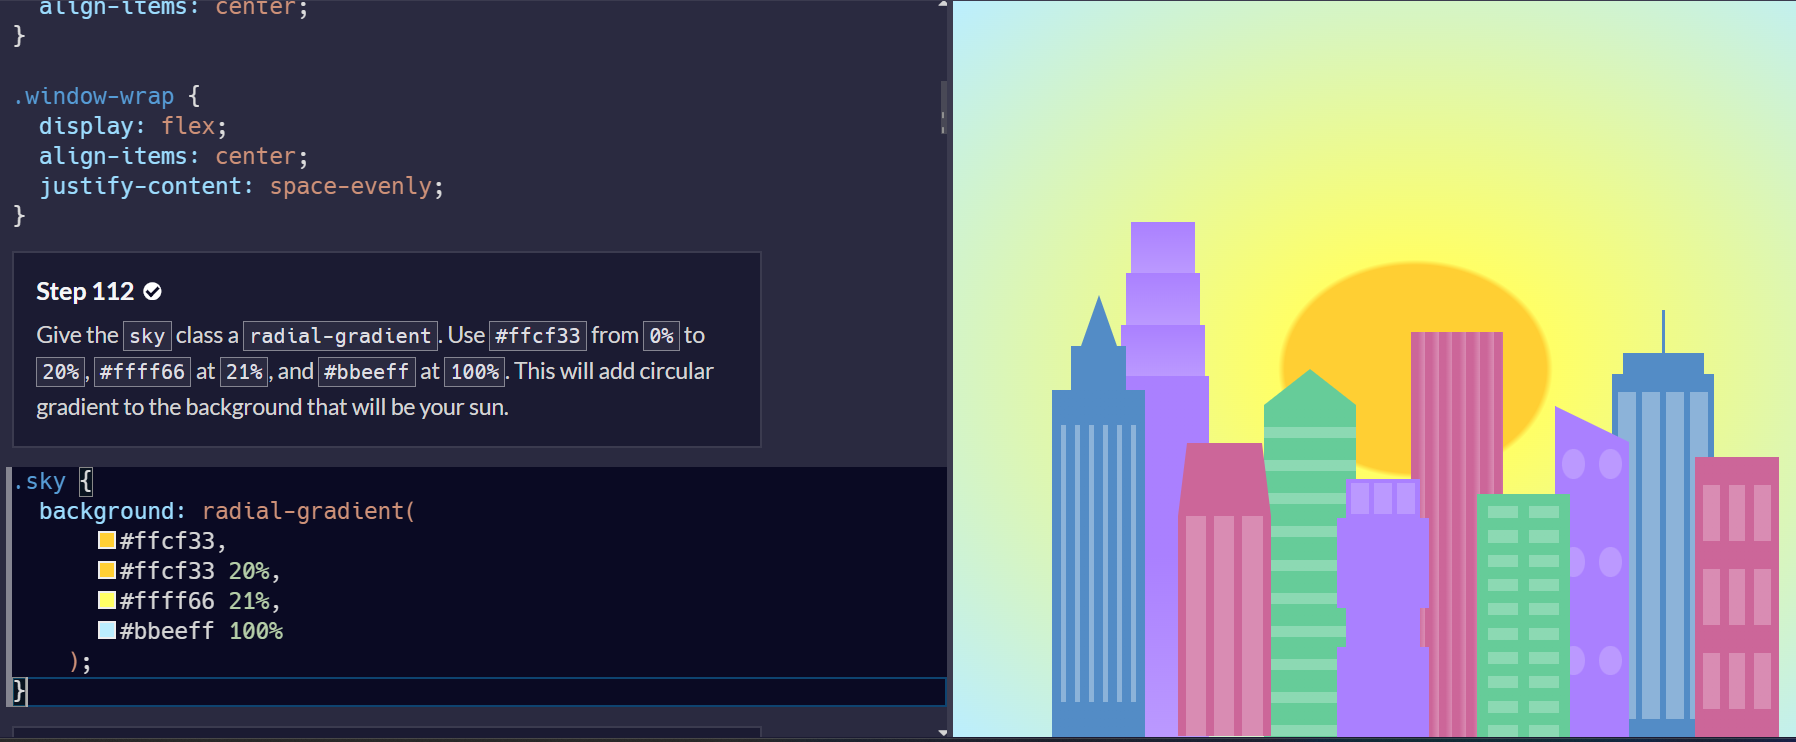 align-items: center;
}
.window-wrap {
display: flex;
align-items: center;
justify-content: space-evenly;
}
Step 112
Give the sky class a radial-gradient. Use #ffcf33 from 0% to
20%, #ffff66 at 21%, and #bbeeff at 100%. This will add circular
gradient to the background that will be your sun.
.sky {
background: radial-gradient(
#ffcf33,
#ffcf33 20%,
#ffff66 21%,
#bbeeff 100%
);
}